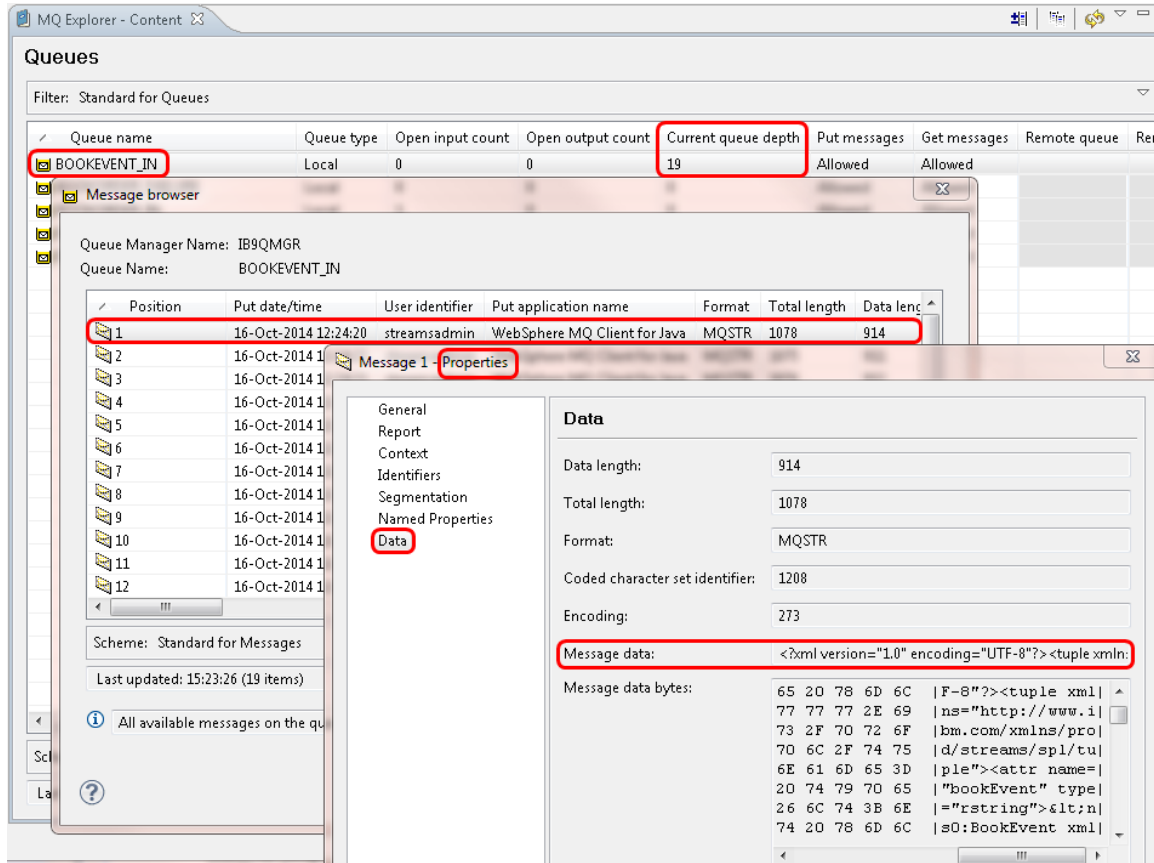 MQ Explorer - Content
Queues
Filter: Standard for Queues
Queue name Queue type Open input count Open output count Current queue depth Put messages Get messages Remote queue Re
BOOKEVENT_IN Local 0 0 19 Allowed Allowed
Message browser
Queue Manager Name: IB9QMGR
Queue Name: BOOKEVENT_IN
Position Put date/time User identifier Put application name Format Total length Data leng
1 16-Oct-2014 12:24:20 streamsadmin WebSphere MQ Client for Java MQSTR 1078 914
2 16-Oct-2014 1
3 16-Oct-2014 1
4 16-Oct-2014 1
5 16-Oct-2014 1
6 16-Oct-2014 1
7 16-Oct-2014 1
8 16-Oct-2014 1
9 16-Oct-2014 1
10 16-Oct-2014 1
11 16-Oct-2014 1
12 16-Oct-2014 1
Scheme: Standard for Messages
Last updated: 15:23:26 (19 items)
All available messages on the qu
Sch
La
Message 1 - Properties
General
Report
Context
Identifiers
Segmentation
Named Properties
Data
Data
Data length: 914
Total length: 1078
Format: MQSTR
Coded character set identifier: 1208
Encoding: 273
Message data: <?xml version="1.0" encoding="UTF-8"?><tuple xmln:
Message data bytes:
65 20 78 6D 6C |F-8"?><tuple xml|
77 77 77 2E 69 |ns="http://www.i|
73 2F 70 72 6F |bm.com/xmlns/pro|
70 6C 2F 74 75 |d/streams/spl/tu|
6E 61 6D 65 3D |ple"><attr name=|
20 74 79 70 65 |"bookEvent" type|
26 6C 74 3B 6E |="rstring">&lt;n|
74 20 78 6D 6C |s0:BookEvent xml|